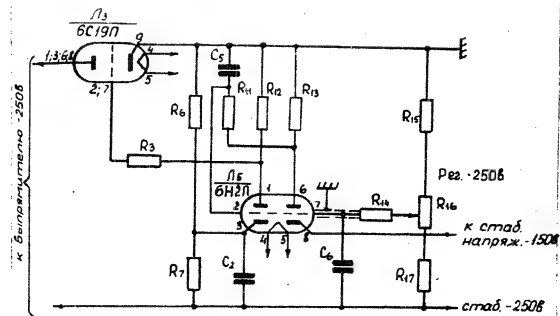 Л3
6С19П
9
4
5
1;3;6;8
2;7
C5
R11
R12
R13
R6
R3
R15
Рег.-250в
Л5
6Н2П
1
6
2
7
3
4
5
8
R14
R16
к стаб.
напряж.-150в
R7
C2
C6
R17
стаб.-250в
к выпрямителю-250в